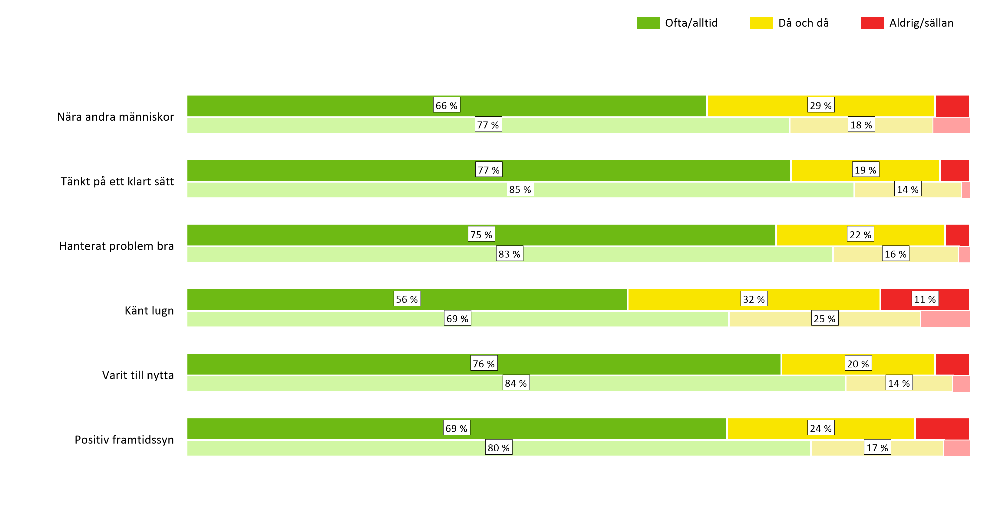 Ofta/alltid Då och då Aldrig/sällan
66 % 29 %
Nära andra människor
77 % 18 %
77 % 19 %
Tänkt på ett klart sätt
85 % 14 %
75 % 22 %
Hanterat problem bra
83 % 16 %
56 % 32 % 11 %
Känt lugn
69 % 25 %
76 % 20 %
Varit till nytta
84 % 14 %
69 % 24 %
Positiv framtidssyn
80 % 17 %